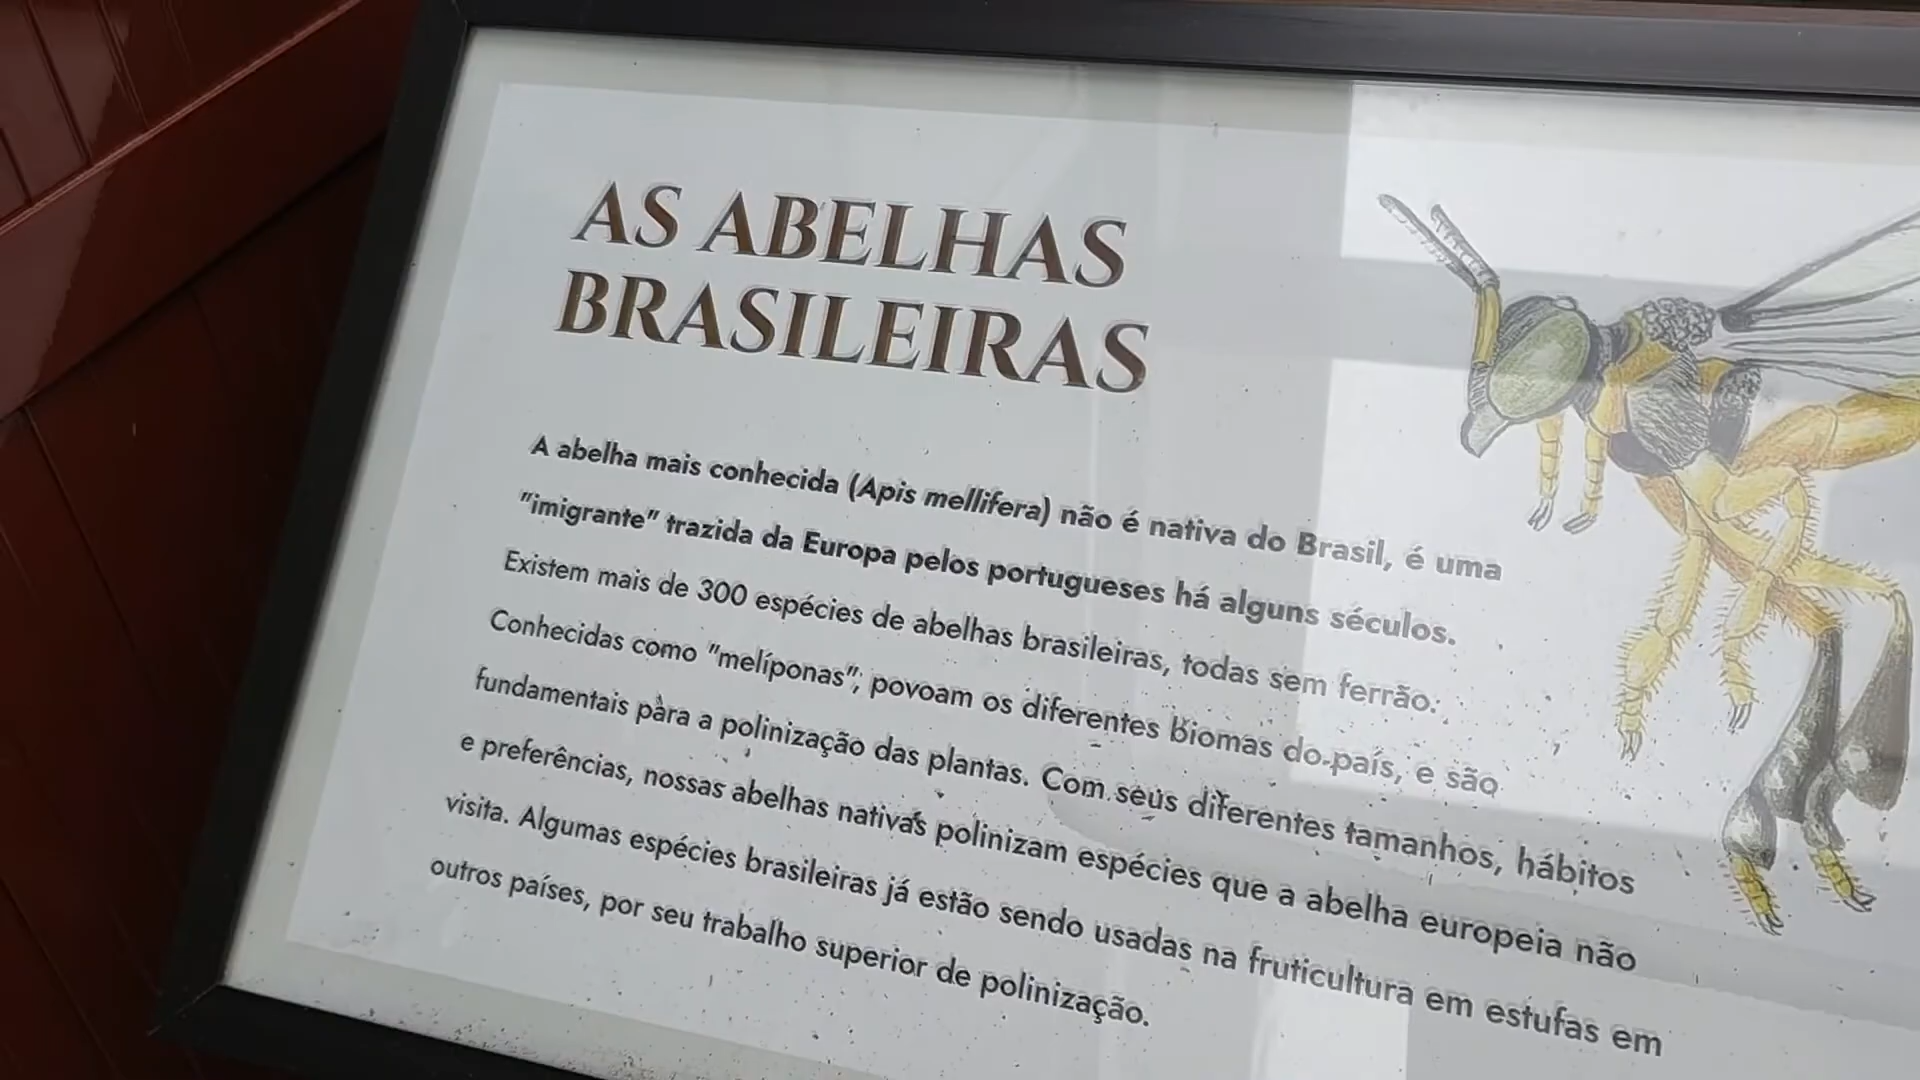 AS ABELHAS
BRASILEIRAS
A abelha mais conhecida (Apis mellifera) não é nativa do Brasil, é uma
"imigrante" trazida da Europa pelos portugueses há alguns séculos.
Existem mais de 300 espécies de abelhas brasileiras, todas sem ferrão.
Conhecidas como "melíponas", povoam os diferentes biomas do país, e são
fundamentais para a polinização das plantas. Com seus diferentes tamanhos, hábitos
e preferências, nossas abelhas nativas polinizam espécies que a abelha europeia não
visita. Algumas espécies brasileiras já estão sendo usadas na fruticultura em estufas em
outros países, por seu trabalho superior de polinização.